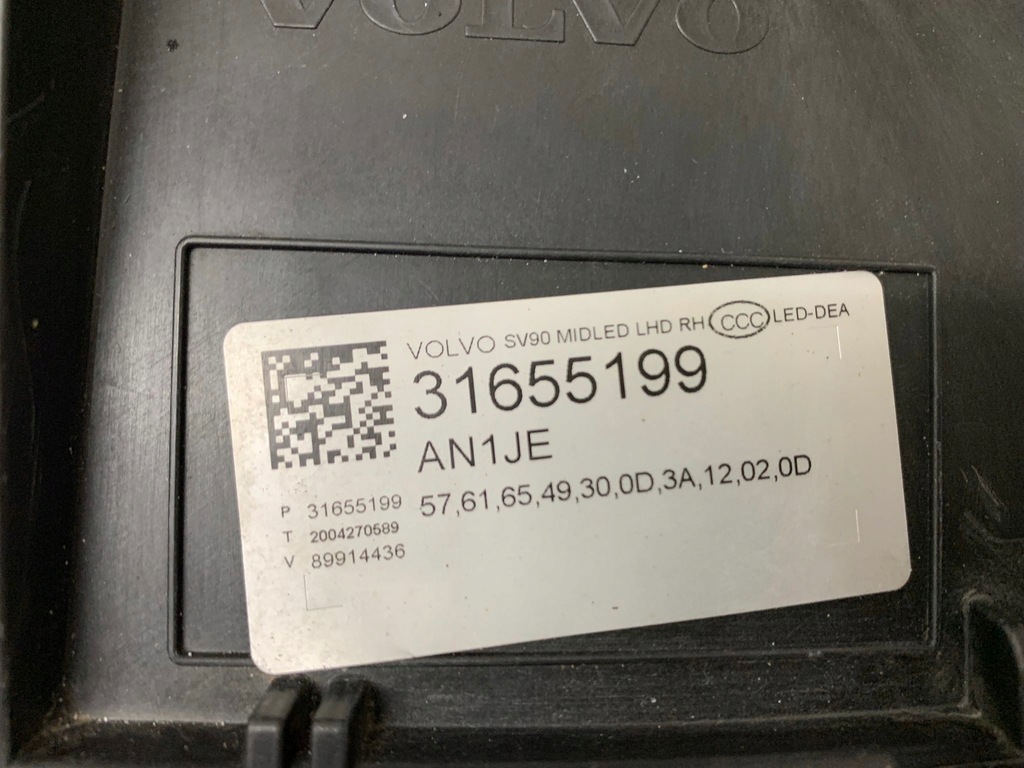 VOLVO
VOLVO SV90 MIDLED LHD RH CCC LED-DEA
31655199
AN1JE
57,61,65,49,30,0D,3A,12,02,0D
P 31655199
T 2004270589
V 89914436